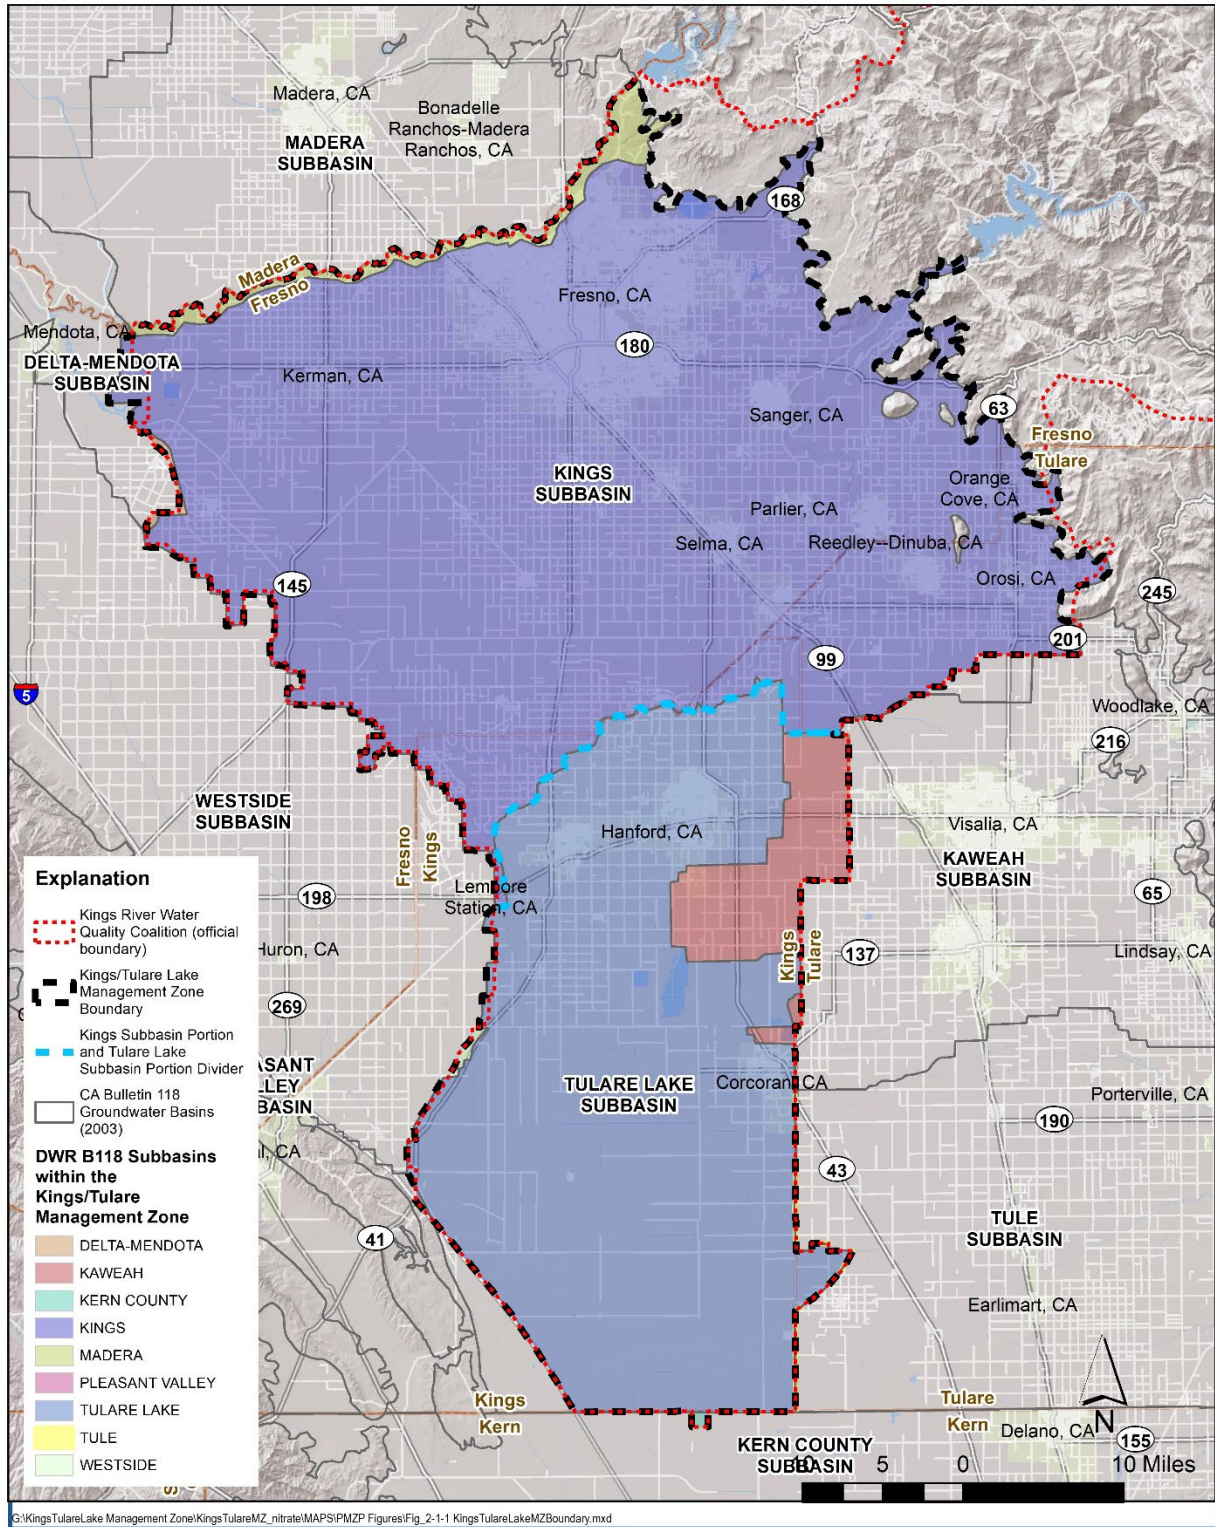 Madera, CA
Bonadelle
Ranchos-Madera
Ranchos, CA
MADERA
SUBBASIN
168
Madera
Fresno
Fresno, CA
Mendota, CA
180
DELTA-MENDOTA
SUBBASIN
Kerman, CA
Sanger, CA
63
Fresno
Tulare
KINGS
SUBBASIN
Orange
Cove, CA
Parlier, CA
Selma, CA
Reedley--Dinuba, CA
Orosi, CA
145
245
201
99
5
Woodlake, CA
216
WESTSIDE
SUBBASIN
Hanford, CA
Visalia, CA
Fresno
Kings
KAWEAH
SUBBASIN
Lemoore
Station, CA
198
65
Kings
Tulare
137
Huron, CA
Lindsay, CA
269
ASANT
LLEY
BASIN
TULARE LAKE
SUBBASIN
Corcoran, CA
Porterville, CA
190
al, CA
43
TULE
SUBBASIN
41
Earlimart, CA
Kings
Kern
Tulare
Kern
Delano, CA
155
KERN COUNTY
SUBBASIN
N
10 5 0 10 Miles
Explanation
Kings River Water
Quality Coalition (official
boundary)
Kings/Tulare Lake
Management Zone
Boundary
Kings Subbasin Portion
and Tulare Lake
Subbasin Portion Divider
CA Bulletin 118
Groundwater Basins
(2003)
DWR B118 Subbasins
within the
Kings/Tulare
Management Zone
DELTA-MENDOTA
KAWEAH
KERN COUNTY
KINGS
MADERA
PLEASANT VALLEY
TULARE LAKE
TULE
WESTSIDE
G:\KingsTulareLake Management Zone\KingsTulareMZ_nitrate\MAPS\PMZP Figures\Fig_2-1-1 KingsTulareLakeMZBoundary.mxd